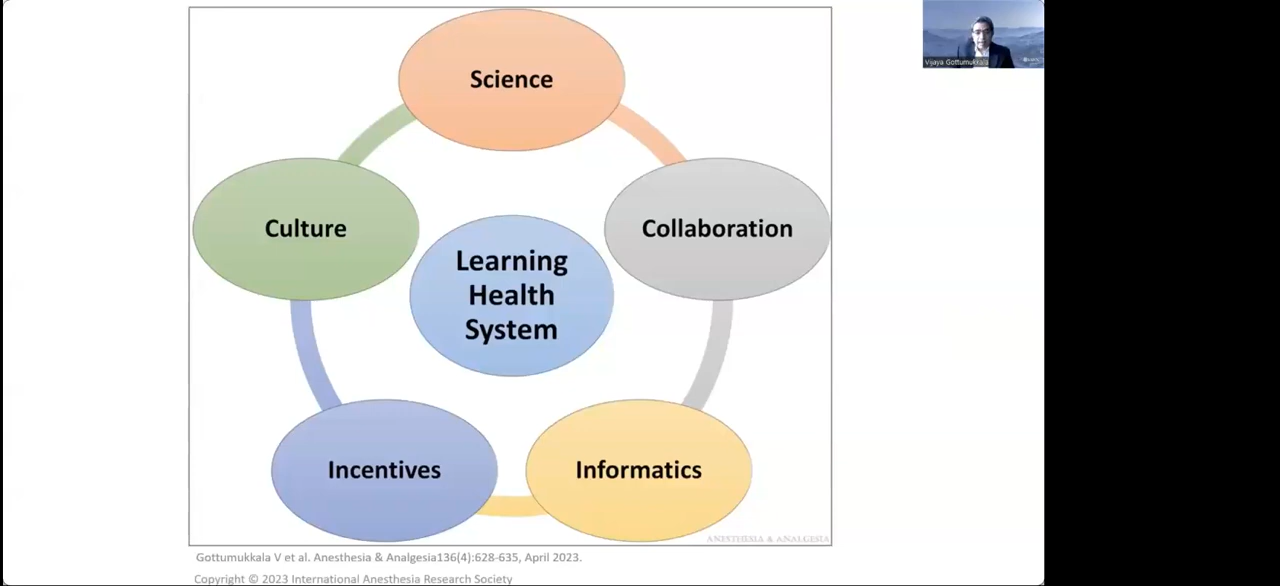 Science
Culture
Collaboration
Learning
Health
System
Incentives
Informatics
ANESTHESIA & ANALGESIA
Gottumukkala V et al. Anesthesia & Analgesia136(4):628-635, April 2023.
Copyright © 2023 International Anesthesia Research Society
Vijaya Gottumukkala